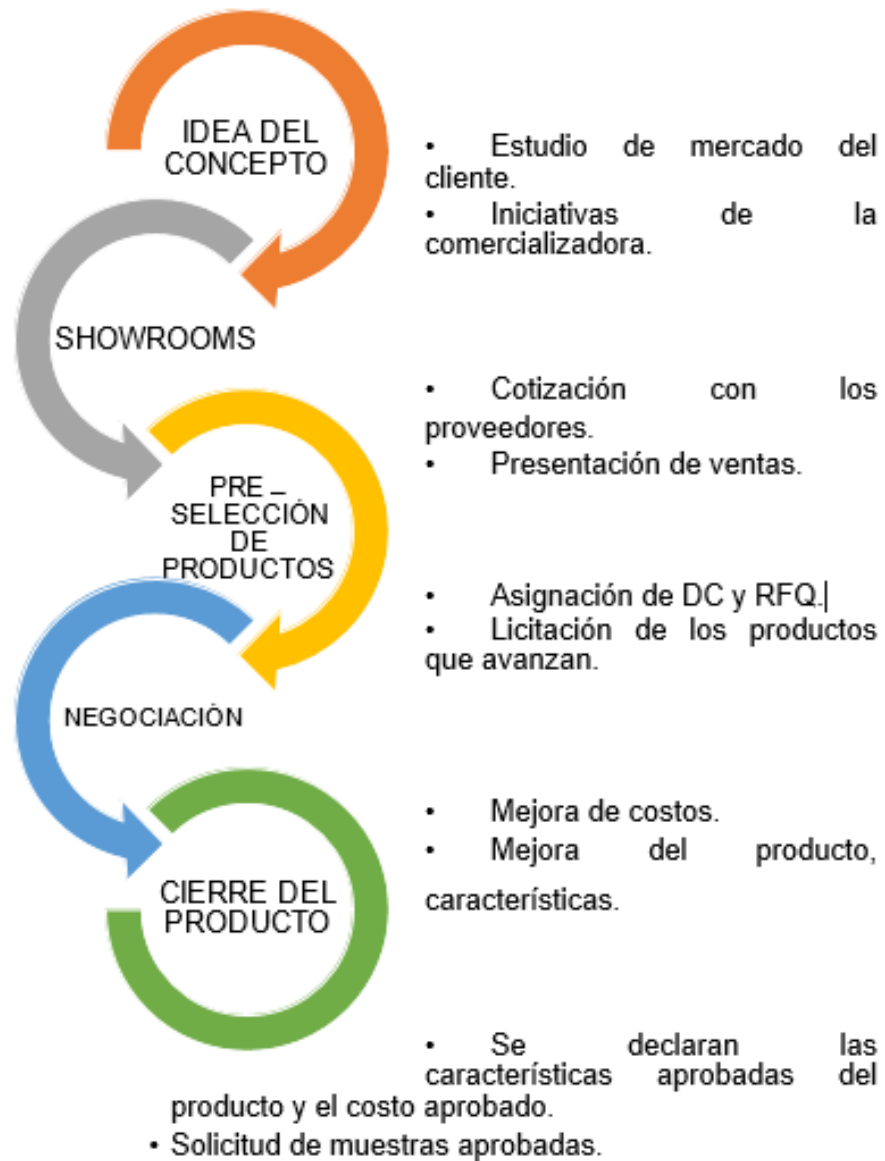 IDEA DEL
CONCEPTO
• Estudio de mercado del
cliente.
• Iniciativas de la
comercializadora.
SHOWROOMS
• Cotización con los
proveedores.
• Presentación de ventas.
PRE –
SELECCIÓN
DE
PRODUCTOS
• Asignación de DC y RFQ.
• Licitación de los productos
que avanzan.
NEGOCIACIÓN
• Mejora de costos.
• Mejora del producto,
características.
CIERRE DEL
PRODUCTO
• Se declaran las
características aprobadas del
producto y el costo aprobado.
• Solicitud de muestras aprobadas.